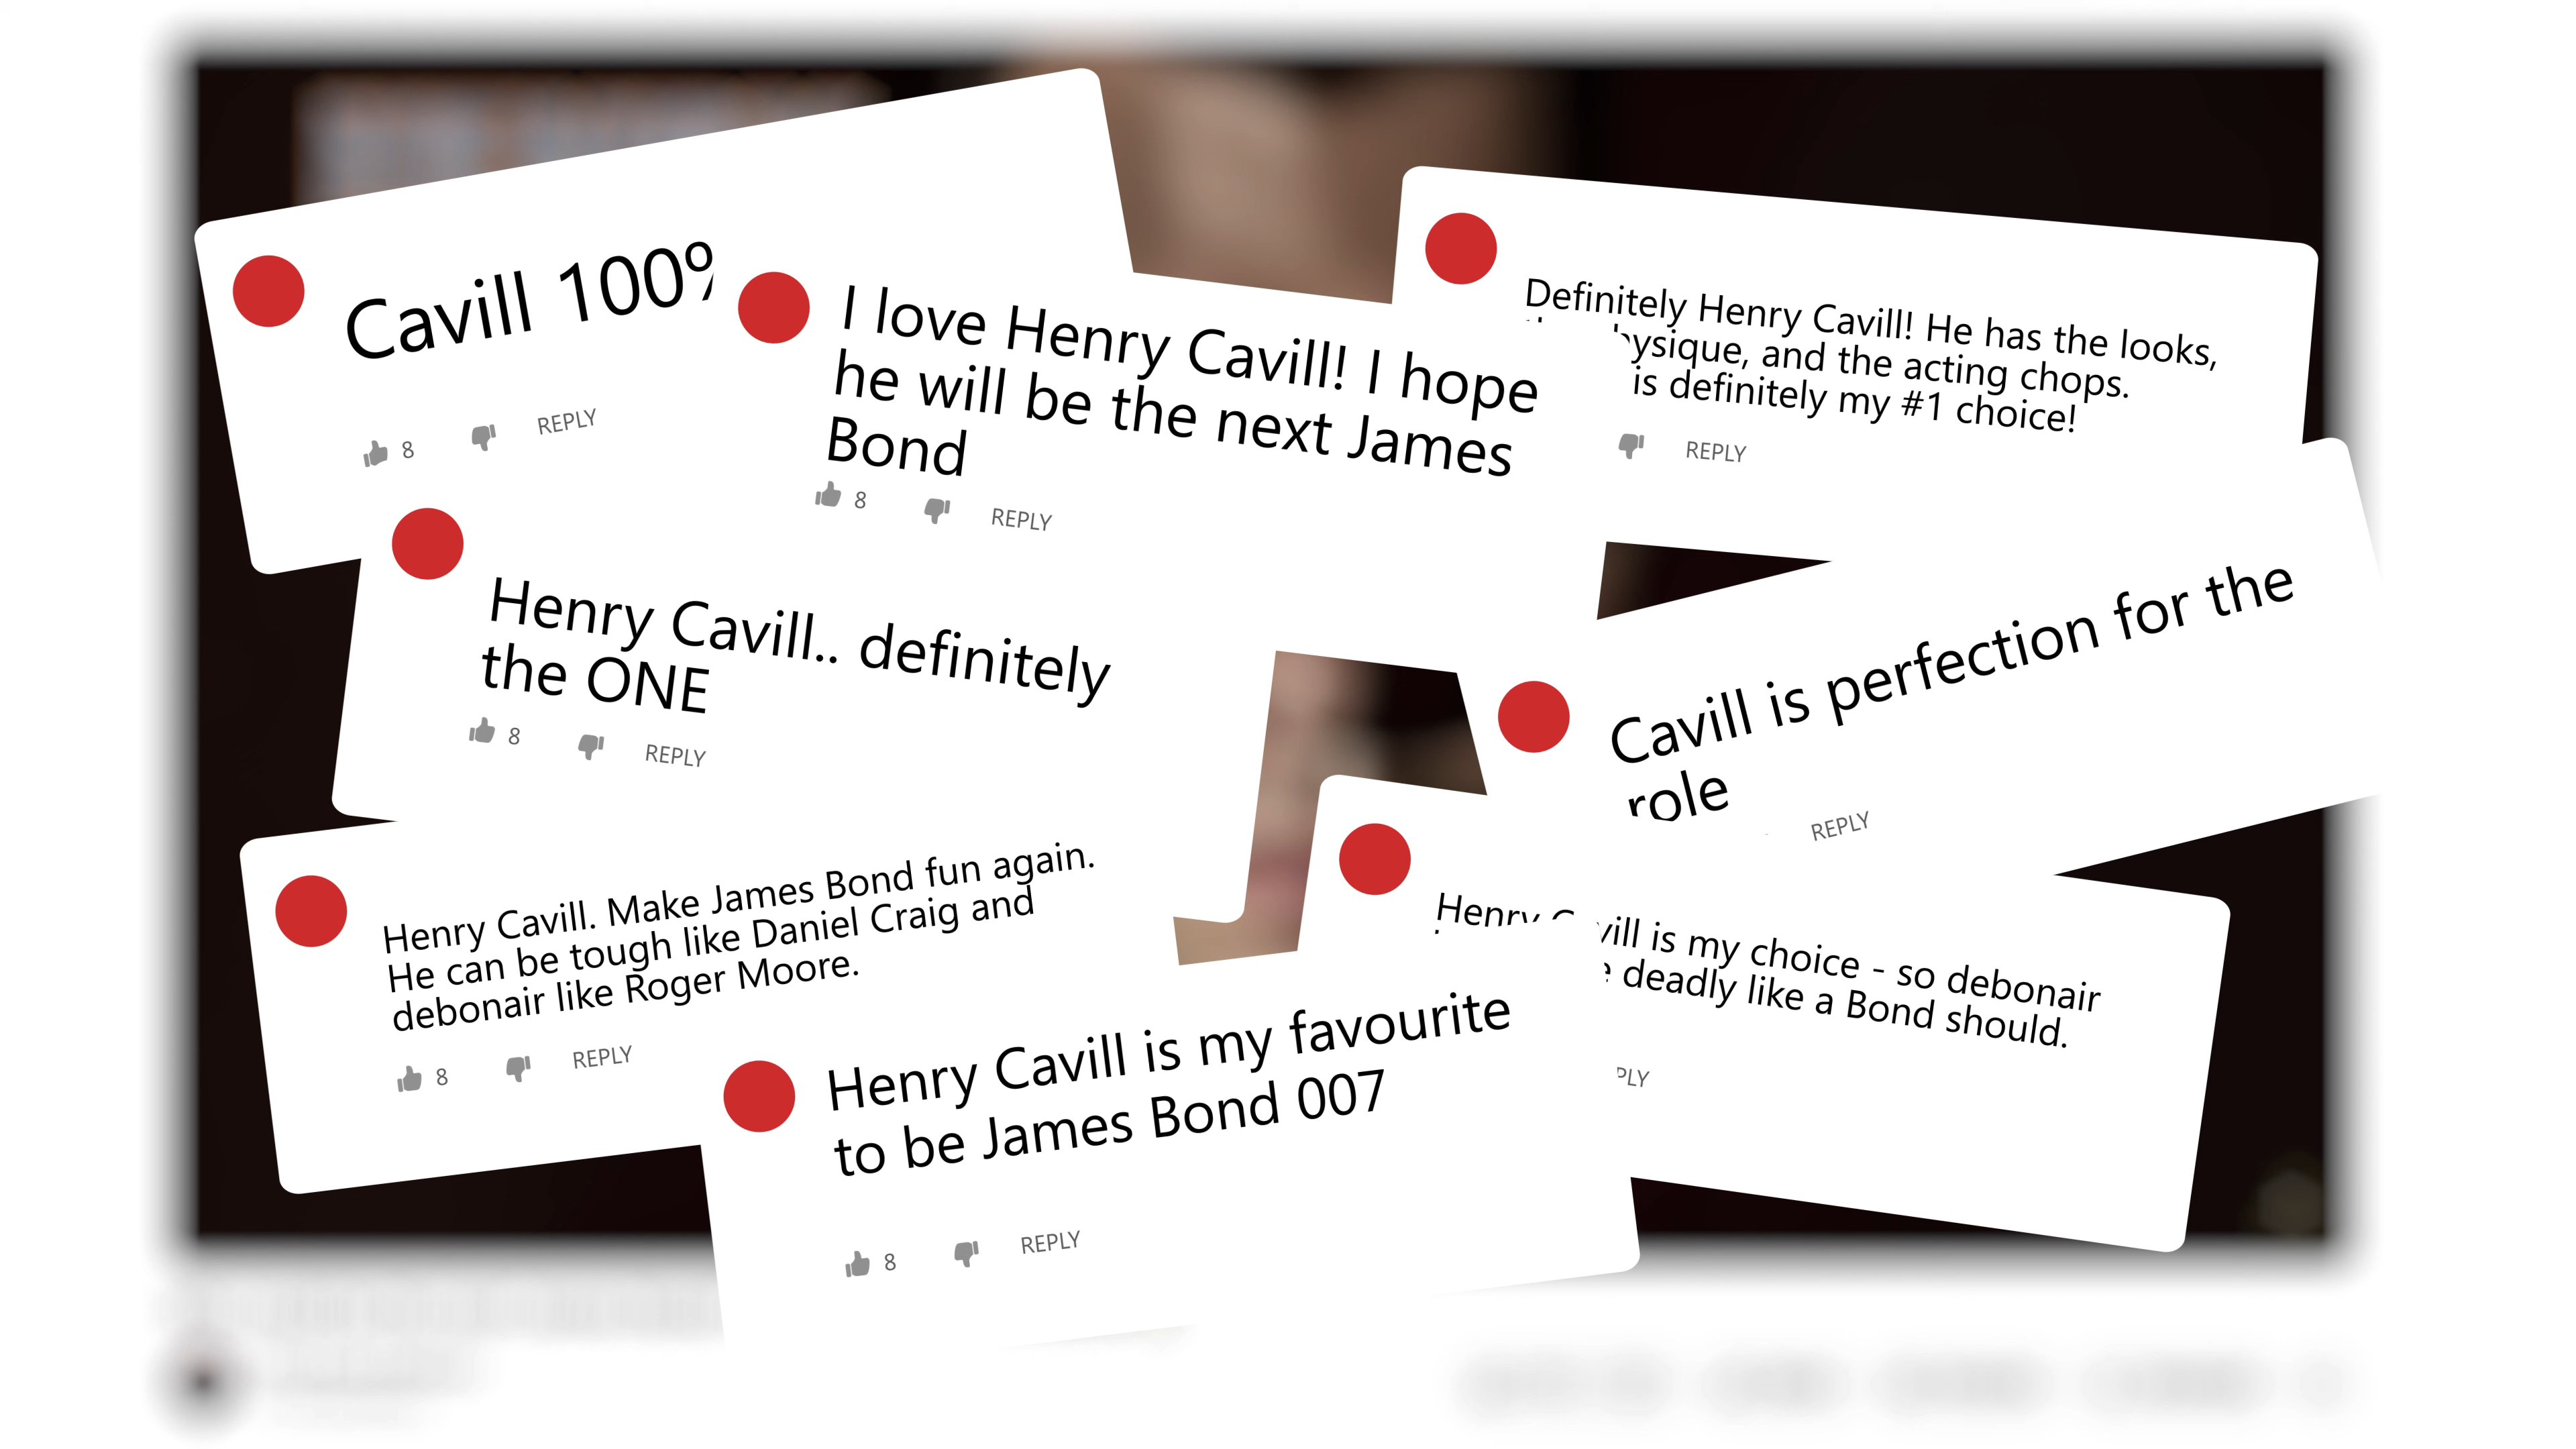 Cavill 100%
8 REPLY
I love Henry Cavill! I hope
he will be the next James
Bond
8 REPLY
Definitely Henry Cavill! He has the looks,
and the acting chops.
is definitely my #1 choice!
REPLY
Henry Cavill.. definitely
the ONE
8 REPLY
Cavill is perfection for the
role
REPLY
Henry Cavill. Make James Bond fun again.
He can be tough like Daniel Craig and
debonair like Roger Moore.
8 REPLY
Henry Cavill is my choice - so debonair
deadly like a Bond should.
Henry Cavill is my favourite
to be James Bond 007
8 REPLY